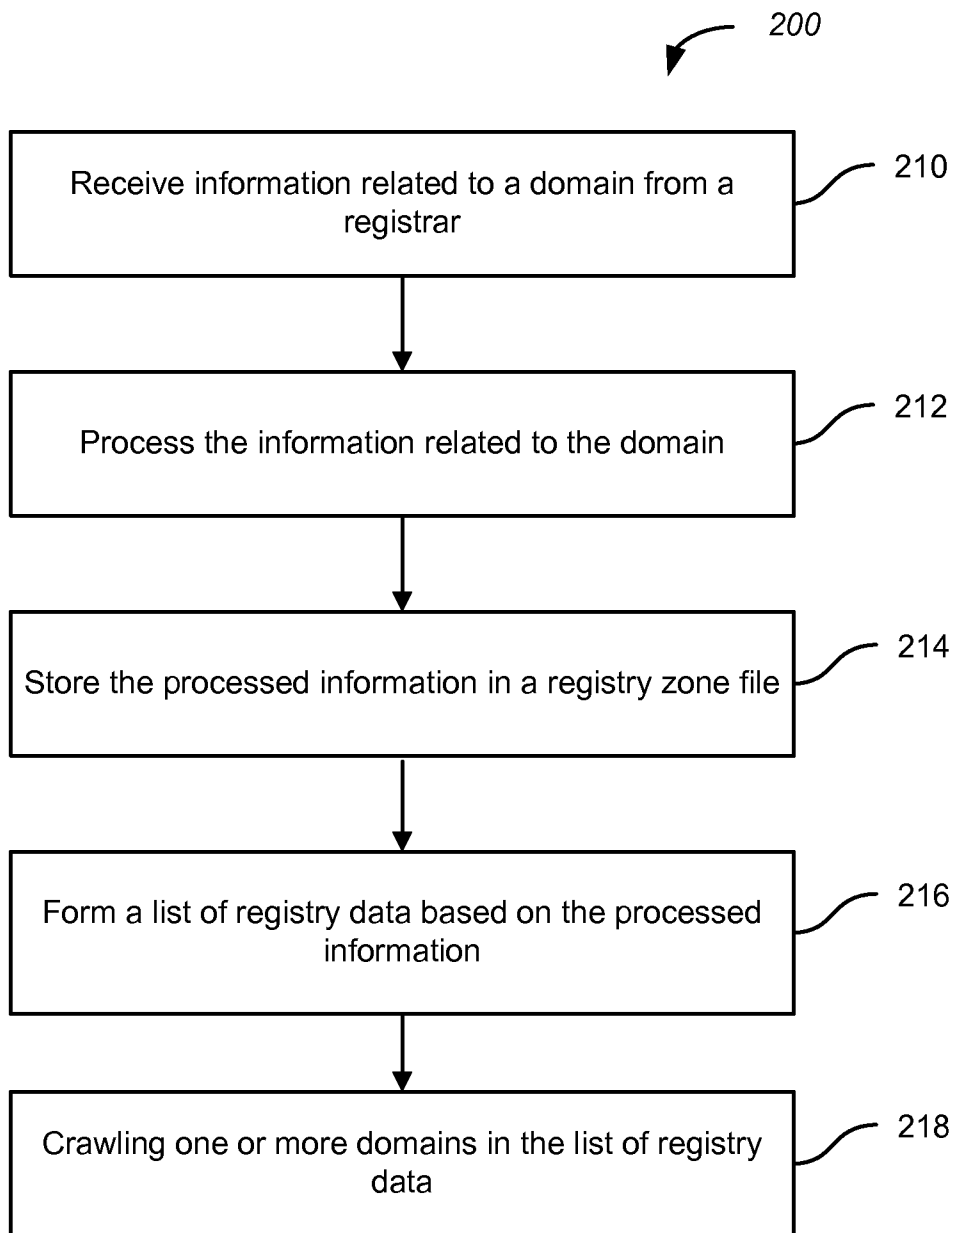 200
Receive information related to a domain from a
registrar
210
Process the information related to the domain
212
Store the processed information in a registry zone file
214
Form a list of registry data based on the processed
information
216
Crawling one or more domains in the list of registry
data
218